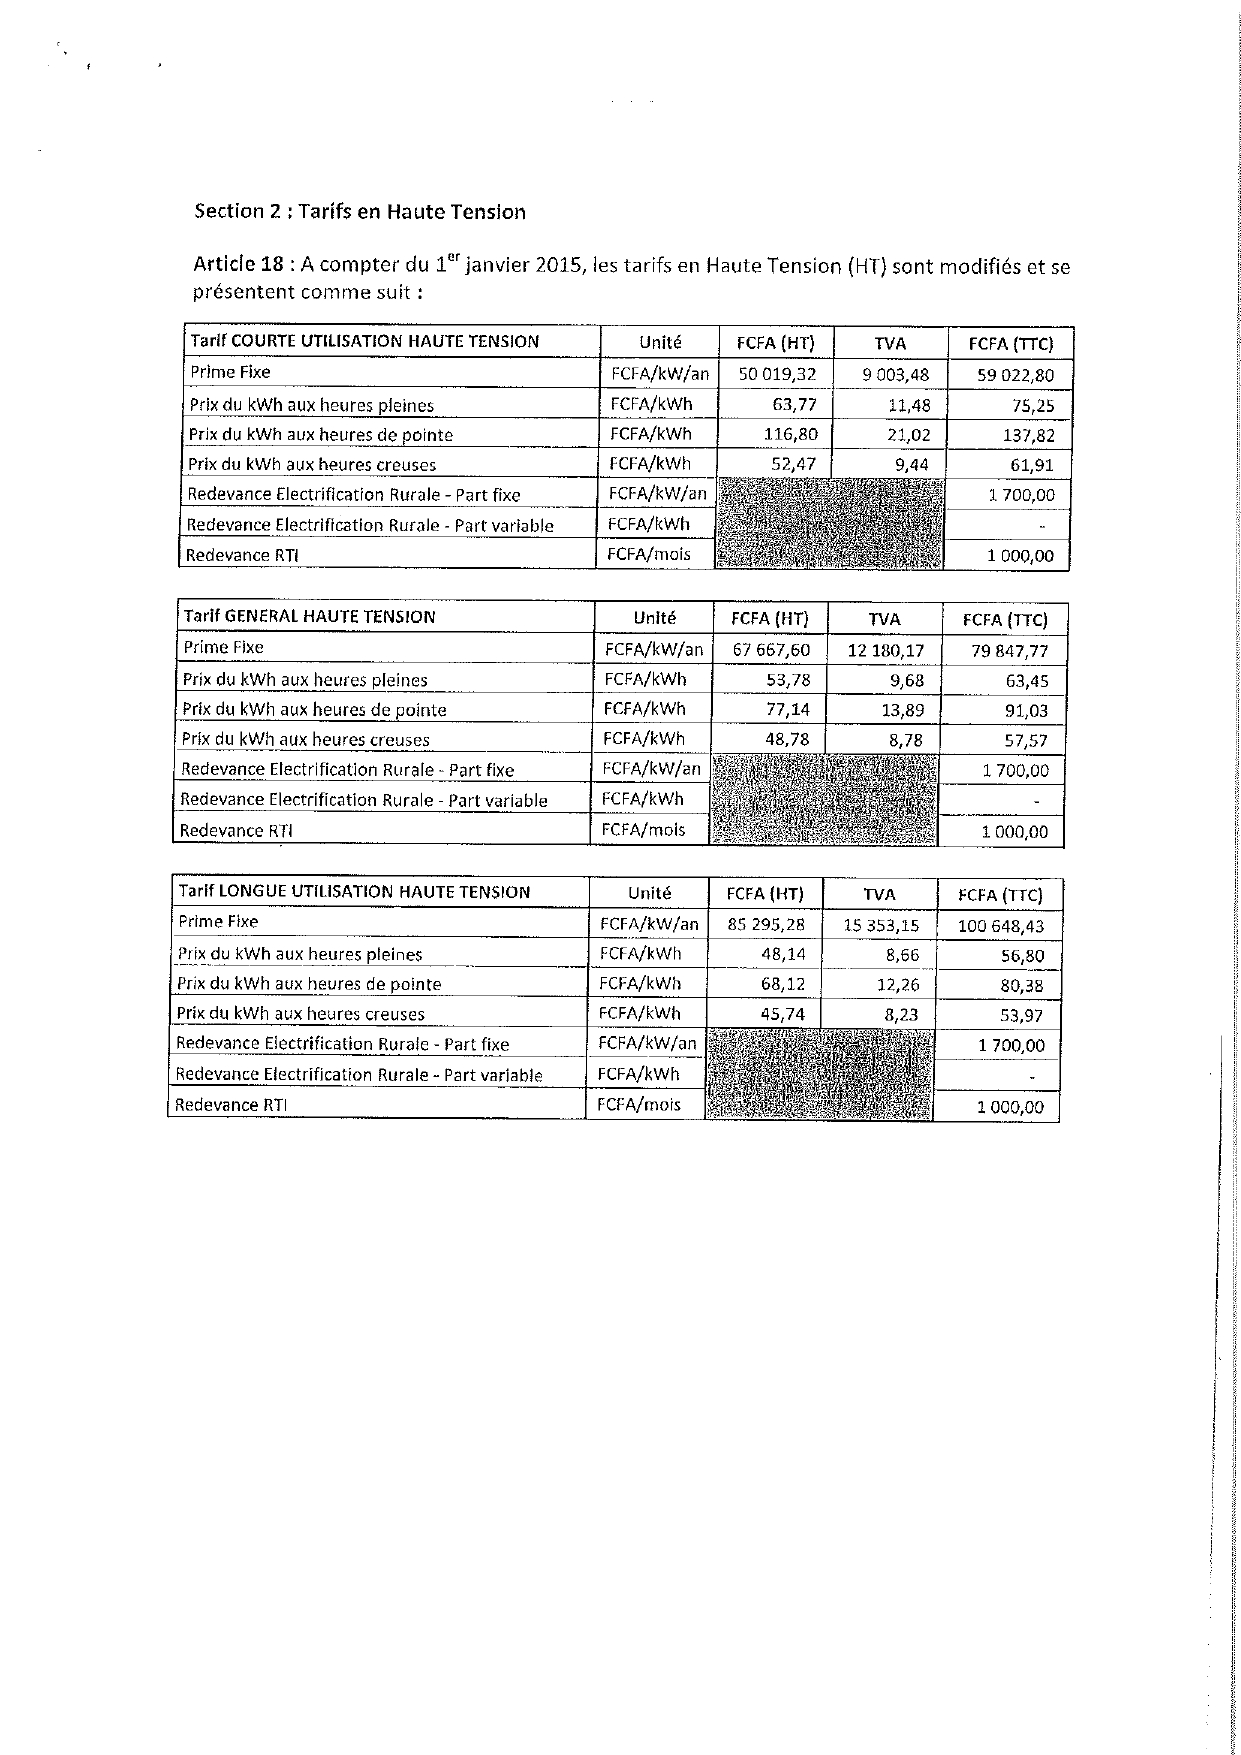 Section 2 : Tarifs en Haute Tension
Article 18 : A compter du 1er janvier 2015, les tarifs en Haute Tension (HT) sont modifiés et se
présentent comme suit :
Tarif COURTE UTILISATION HAUTE TENSION Unité FCFA (HT) TVA FCFA (TTC)
Prime Fixe FCFA/kW/an 50 019,32 9 003,48 59 022,80
Prix du kWh aux heures pleines FCFA/kWh 63,77 11,48 75,25
Prix du kWh aux heures de pointe FCFA/kWh 116,80 21,02 137,82
Prix du kWh aux heures creuses FCFA/kWh 52,47 9,44 61,91
Redevance Electrification Rurale - Part fixe FCFA/kW/an 1 700,00
Redevance Electrification Rurale - Part variable FCFA/kWh -
Redevance RTI FCFA/mois 1 000,00
Tarif GENERAL HAUTE TENSION Unité FCFA (HT) TVA FCFA (TTC)
Prime Fixe FCFA/kW/an 67 667,60 12 180,17 79 847,77
Prix du kWh aux heures pleines FCFA/kWh 53,78 9,68 63,45
Prix du kWh aux heures de pointe FCFA/kWh 77,14 13,89 91,03
Prix du kWh aux heures creuses FCFA/kWh 48,78 8,78 57,57
Redevance Electrification Rurale - Part fixe FCFA/kW/an 1 700,00
Redevance Electrification Rurale - Part variable FCFA/kWh -
Redevance RTI FCFA/mois 1 000,00
Tarif LONGUE UTILISATION HAUTE TENSION Unité FCFA (HT) TVA FCFA (TTC)
Prime Fixe FCFA/kW/an 85 295,28 15 353,15 100 648,43
Prix du kWh aux heures pleines FCFA/kWh 48,14 8,66 56,80
Prix du kWh aux heures de pointe FCFA/kWh 68,12 12,26 80,38
Prix du kWh aux heures creuses FCFA/kWh 45,74 8,23 53,97
Redevance Electrification Rurale - Part fixe FCFA/kW/an 1 700,00
Redevance Electrification Rurale - Part variable FCFA/kWh -
Redevance RTI FCFA/mois 1 000,00